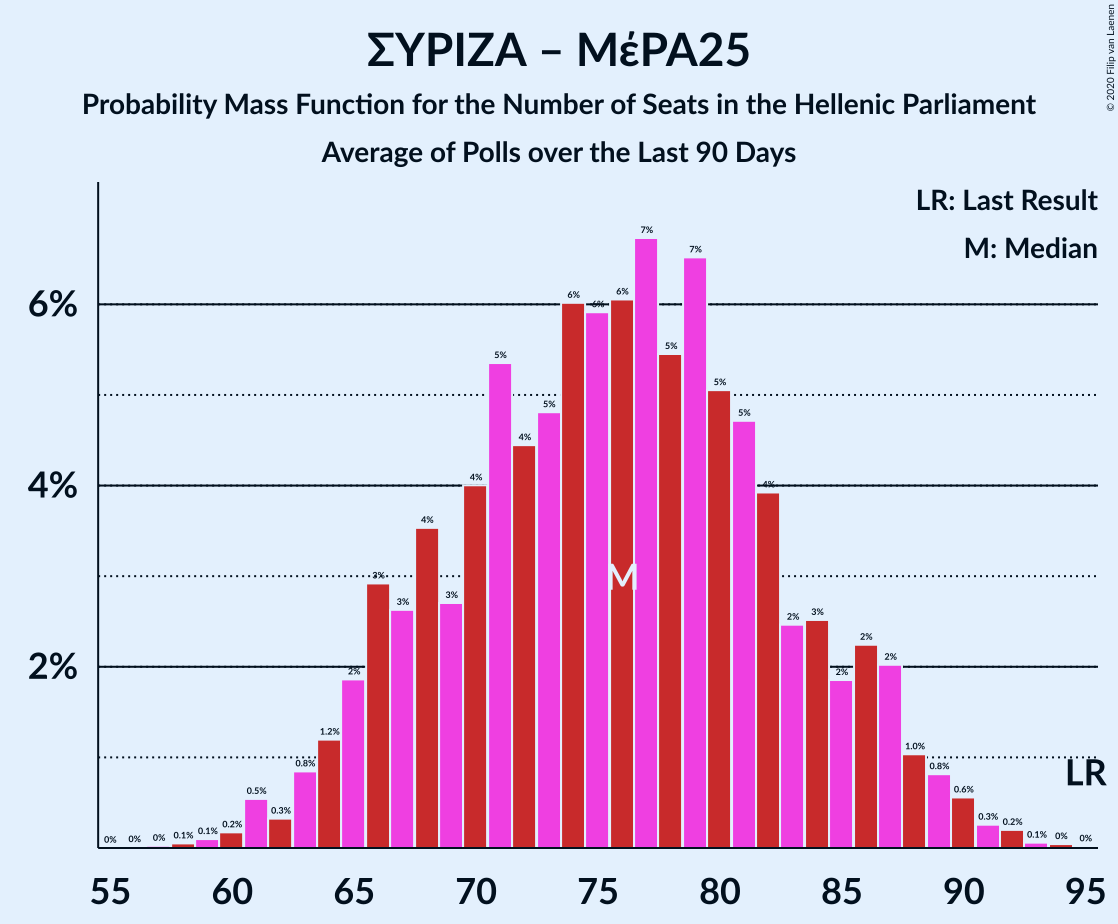 © 2020 Filip van Laenen
ΣΥΡΙΖΑ – ΜέΡΑ25
Probability Mass Function for the Number of Seats in the Hellenic Parliament
Average of Polls over the Last 90 Days
LR: Last Result
M: Median
6%
4%
2%
0% 0% 0% 0.1% 0.1% 0.2% 0.5% 0.3% 0.8% 1.2% 2% 3% 3% 4% 3% 4% 5% 4% 5% 6% 6% 6% 7% 5% 7% 5% 5% 4% 2% 3% 2% 2% 2% 1.0% 0.8% 0.6% 0.3% 0.2% 0.1% 0% 0%
M
LR
55 60 65 70 75 80 85 90 95